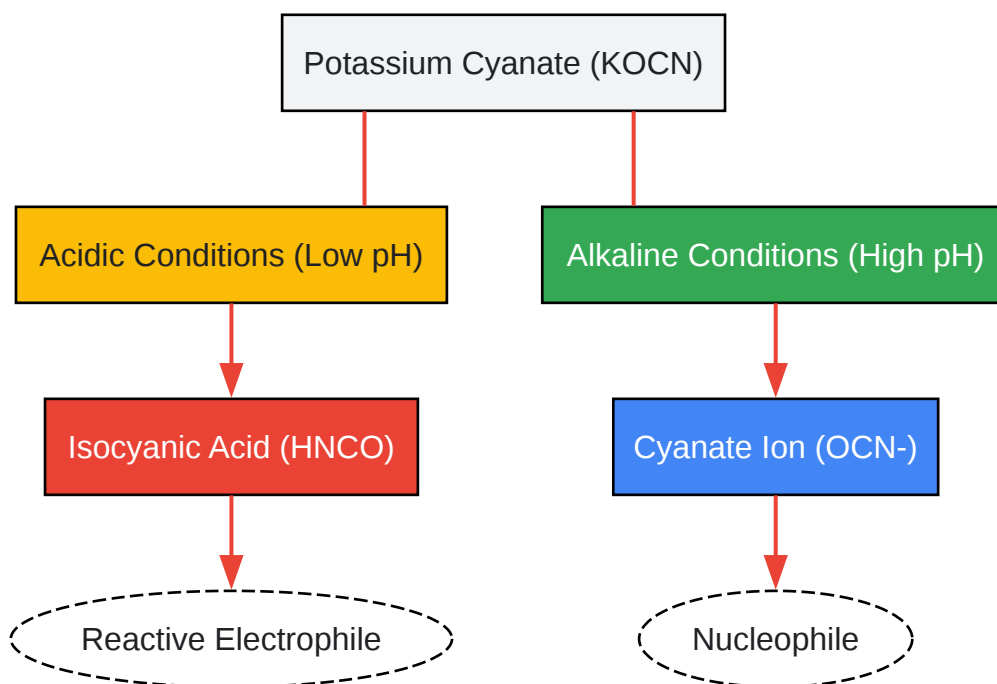 Potassium Cyanate (KOCN)
Acidic Conditions (Low pH)
Alkaline Conditions (High pH)
Isocyanic Acid (HNCO)
Cyanate Ion (OCN-)
Reactive Electrophile
Nucleophile